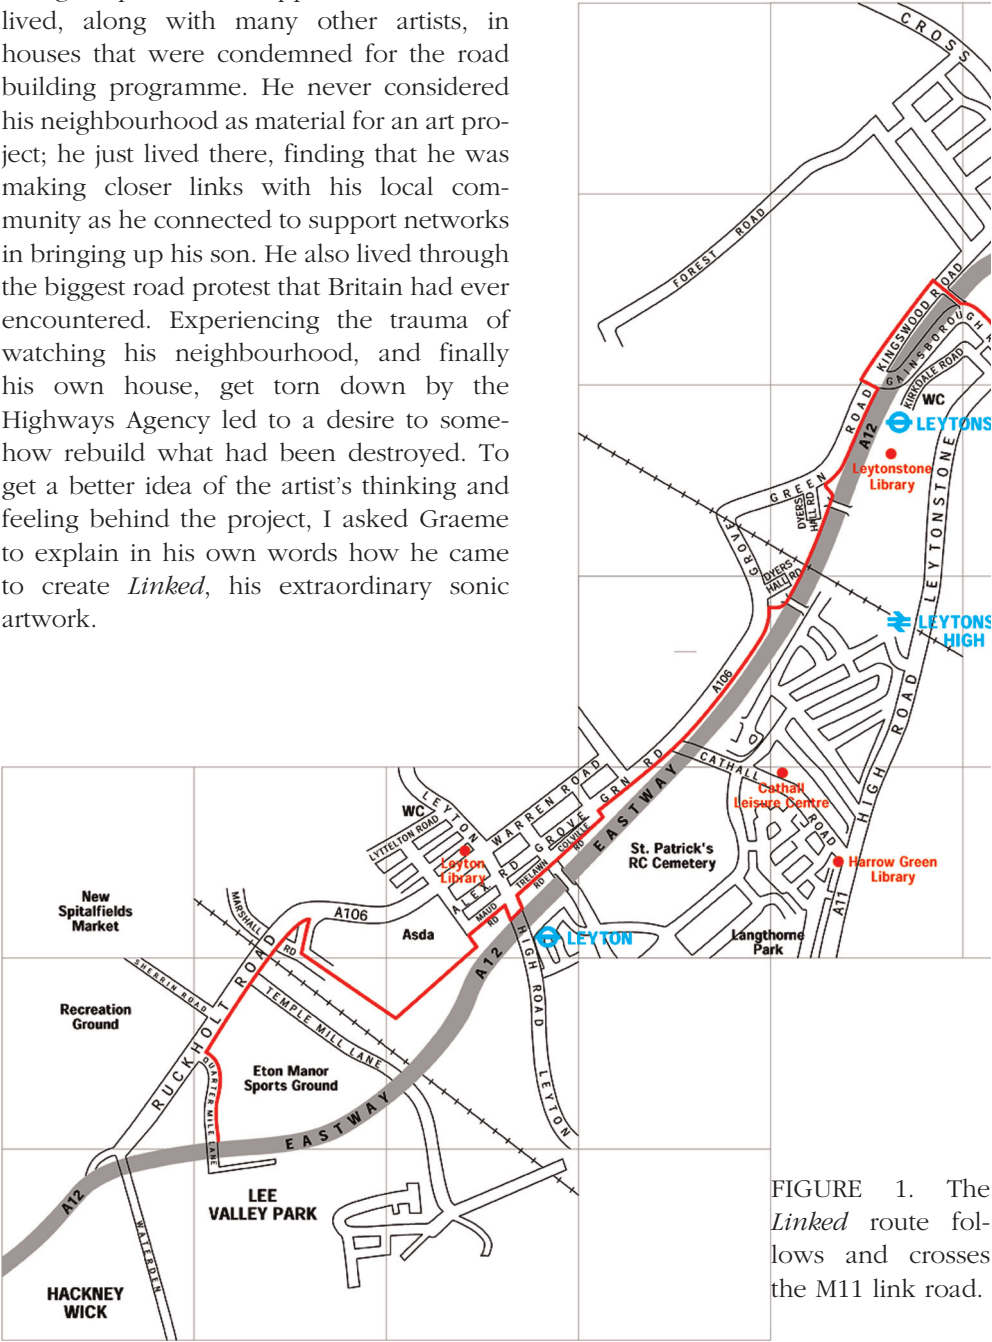 lived, along with many other artists, in
houses that were condemned for the road
building programme. He never considered
his neighbourhood as material for an art pro-
ject; he just lived there, finding that he was
making closer links with his local com-
munity as he connected to support networks
in bringing up his son. He also lived through
the biggest road protest that Britain had ever
encountered. Experiencing the trauma of
watching his neighbourhood, and finally
his own house, get torn down by the
Highways Agency led to a desire to some-
how rebuild what had been destroyed. To
get a better idea of the artist's thinking and
feeling behind the project, I asked Graeme
to explain in his own words how he came
to create Linked, his extraordinary sonic
artwork.
CROSS
FOREST ROAD
KINGSWOOD ROAD
GAINSBOROUGH
KIRKDALE ROAD
WC
LEYTONS
A12
Leytonstone
Library
GROVE GREEN ROAD
DYERS
HALL RD
DYERS
HALL RD
LEYTONSTONE HIGH ROAD
LEYTONS
HIGH
A106
CATHALL ROAD
Cathall
Leisure Centre
Harrow Green
Library
A11
St. Patrick's
RC Cemetery
Langthorne
Park
EASTWAY
WARREN ROAD
GROVE GRN RD
COLVILLE
RD
TRELAWN
RD
ALEX RD
MAUD
RD
LEYTON
WC
LYTTELTON ROAD
Leyton
Library
Asda
A106
A12
LEYTON
HIGH ROAD LEYTON
New
Spitalfields
Market
MARSHALL
RD
SHERRIN ROAD
RUCKHOLT ROAD
TEMPLE MILL LANE
Recreation
Ground
Eton Manor
Sports Ground
QUARTER MILE LANE
EASTWAY
A12
LEE
VALLEY PARK
WATERDEN
HACKNEY
WICK
FIGURE 1. The
Linked route fol-
lows and crosses
the M11 link road.